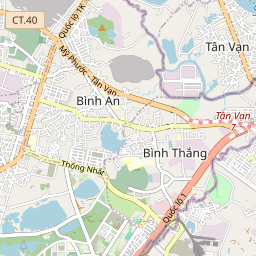 CT.40
Quốc lộ 1K
Tân Vạn
Mỹ Phước - Tân Vạn
Bình An
Tân Vạn
7
Bình Thắng
Thống Nhất
Quốc lộ 1